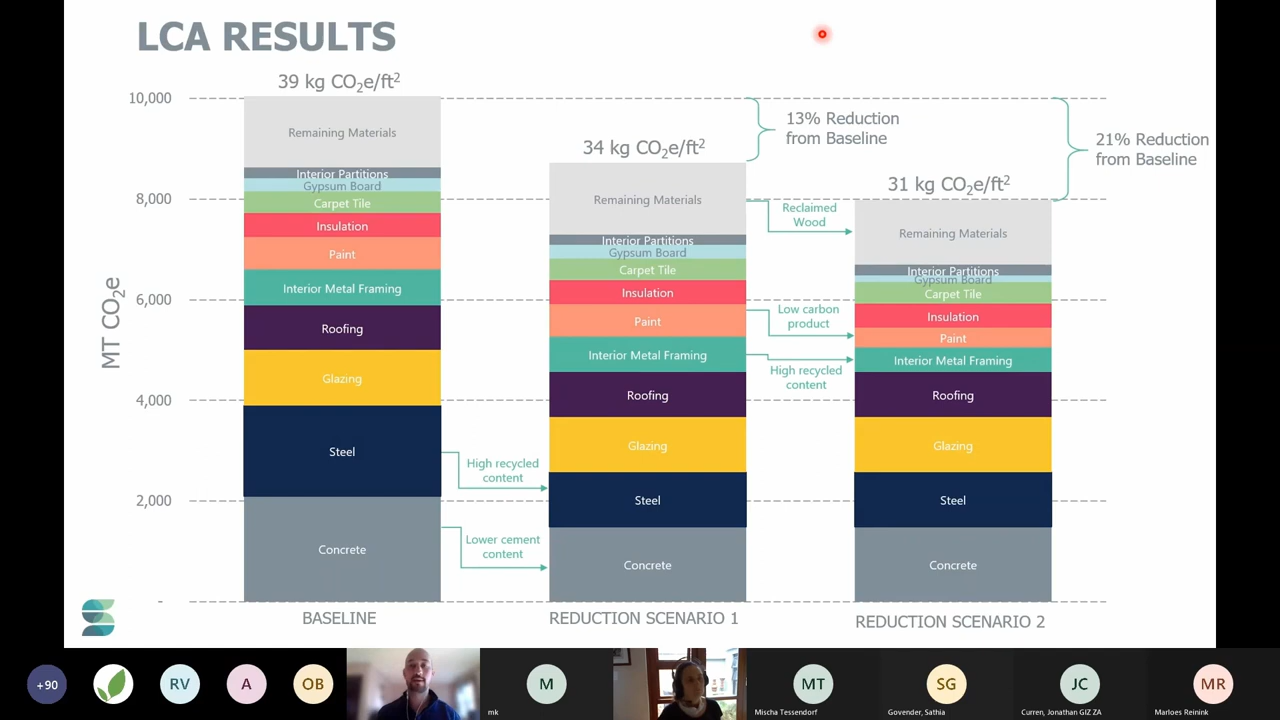 LCA RESULTS
39 kg CO₂e/ft²
10,000
Remaining Materials
Interior Partitions
Gypsum Board
Carpet Tile
Insulation
Paint
Interior Metal Framing
Roofing
Glazing
Steel
Concrete
8,000
6,000
4,000
2,000
-
MT CO₂e
BASELINE
High recycled
content
Lower cement
content
34 kg CO₂e/ft²
13% Reduction
from Baseline
Remaining Materials
Interior Partitions
Gypsum Board
Carpet Tile
Insulation
Paint
Interior Metal Framing
Roofing
Glazing
Steel
Concrete
REDUCTION SCENARIO 1
Reclaimed
Wood
Low carbon
product
High recycled
content
31 kg CO₂e/ft²
21% Reduction
from Baseline
Remaining Materials
Interior Partitions
Gypsum Board
Carpet Tile
Insulation
Paint
Interior Metal Framing
Roofing
Glazing
Steel
Concrete
REDUCTION SCENARIO 2
+90
RV
A
OB
M
mk
MT
Mischa Tessendorf
SG
Govender, Sathia
JC
Curren, Jonathan GIZ ZA
MR
Marloes Reinink